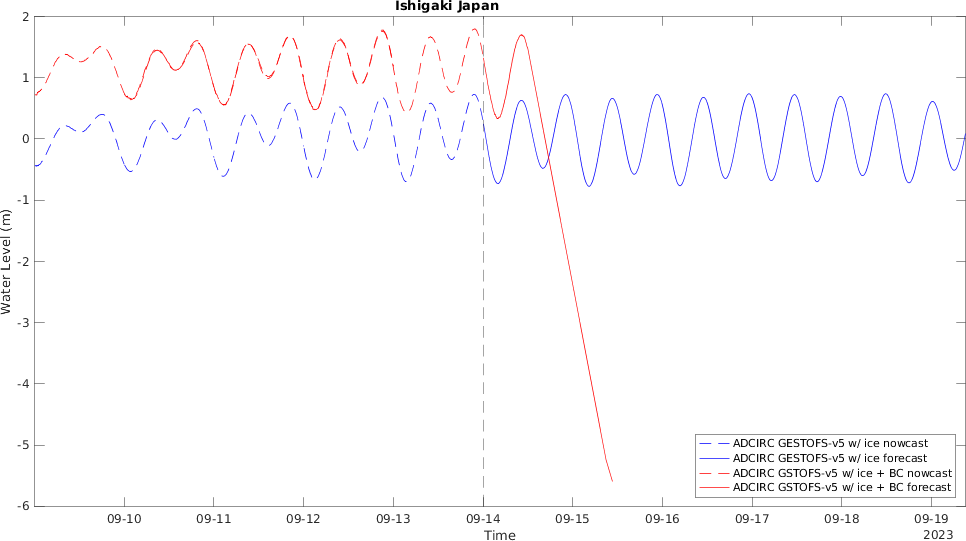 Ishigaki Japan
2
1
0
-1
-2
-3
-4
-5
-6
Water Level (m)
09-10 09-11 09-12 09-13 09-14 09-15 09-16 09-17 09-18 09-19
Time
2023
ADCIRC GESTOFS-v5 w/ ice nowcast
ADCIRC GESTOFS-v5 w/ ice forecast
ADCIRC GSTOFS-v5 w/ ice + BC nowcast
ADCIRC GSTOFS-v5 w/ ice + BC forecast